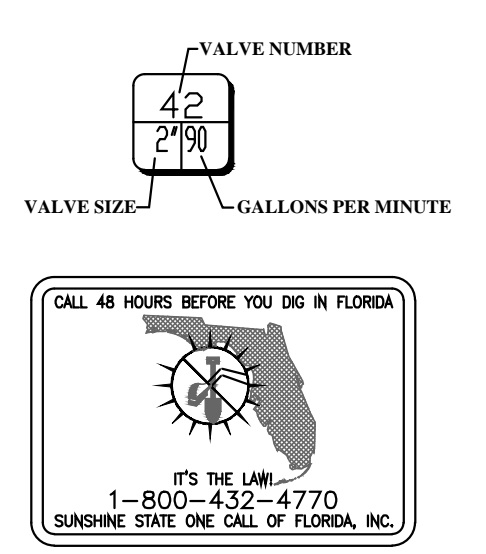 VALVE NUMBER
42
2" 90
VALVE SIZE GALLONS PER MINUTE
CALL 48 HOURS BEFORE YOU DIG IN FLORIDA
IT'S THE LAW!
1-800-432-4770
SUNSHINE STATE ONE CALL OF FLORIDA, INC.